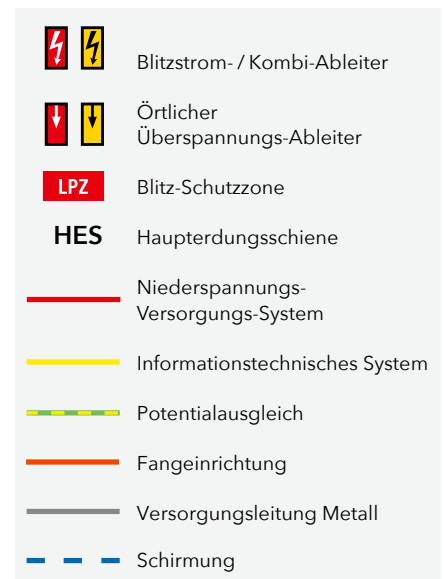 Blitzstrom- / Kombi-Ableiter
Örtlicher
Überspannungs-Ableiter
LPZ Blitz-Schutzzone
HES Haupterdungsschiene
Niederspannungs-
Versorgungs-System
Informationstechnisches System
Potentialausgleich
Fangeinrichtung
Versorgungsleitung Metall
Schirmung